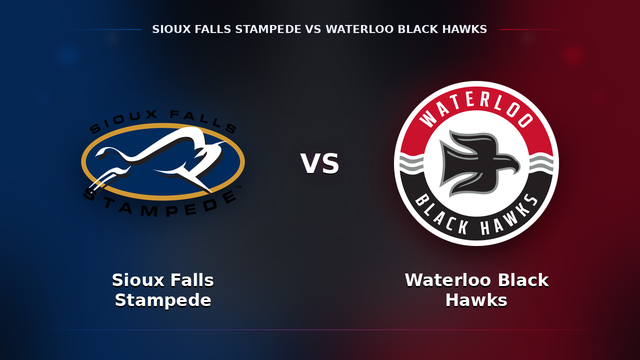 SIOUX FALLS STAMPEDE VS WATERLOO BLACK HAWKS
SIOUX FALLS
STAMPEDE
VS
WATERLOO
BLACK HAWKS
Sioux Falls
Stampede
Waterloo Black
Hawks